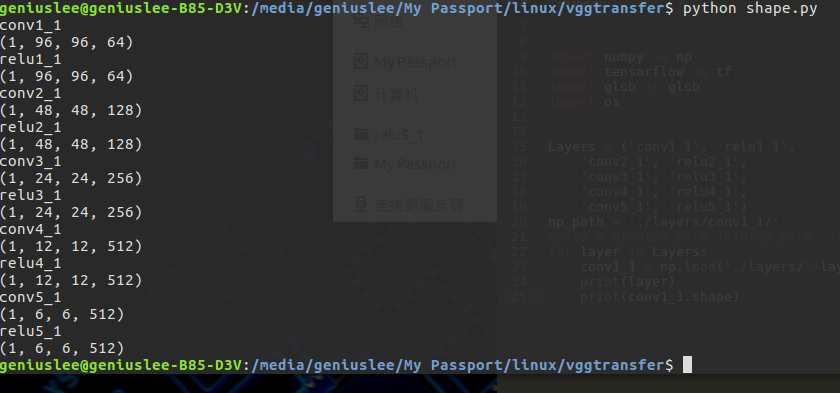 geniuslee@geniuslee-B85-D3V:/media/geniuslee/My Passport/linux/vggtransfer$ python shape.py
conv1_1
(1, 96, 96, 64)
relu1_1
(1, 96, 96, 64)
conv2_1
(1, 48, 48, 128)
relu2_1
(1, 48, 48, 128)
conv3_1
(1, 24, 24, 256)
relu3_1
(1, 24, 24, 256)
conv4_1
(1, 12, 12, 512)
relu4_1
(1, 12, 12, 512)
conv5_1
(1, 6, 6, 512)
relu5_1
(1, 6, 6, 512)
geniuslee@geniuslee-B85-D3V:/media/geniuslee/My Passport/linux/vggtransfer$
网络
My Passport
计算机
relu5_1
My Passport
连接到服务器
7
8
9 import numpy as np
10 import tensorflow as tf
11 import glob as glob
12 import os
13
14
15 Layers = ('conv1_1', 'relu1_1',
16 'conv2_1', 'relu2_1',
17 'conv3_1', 'relu3_1',
18 'conv4_1', 'relu4_1',
19 'conv5_1', 'relu5_1')
20 np_path = './layers/conv1_1/'
21
22 for layer in Layers:
23 conv1_1 = np.load('./layers/'
24 print(layer)
25 print(conv1_1.shape)